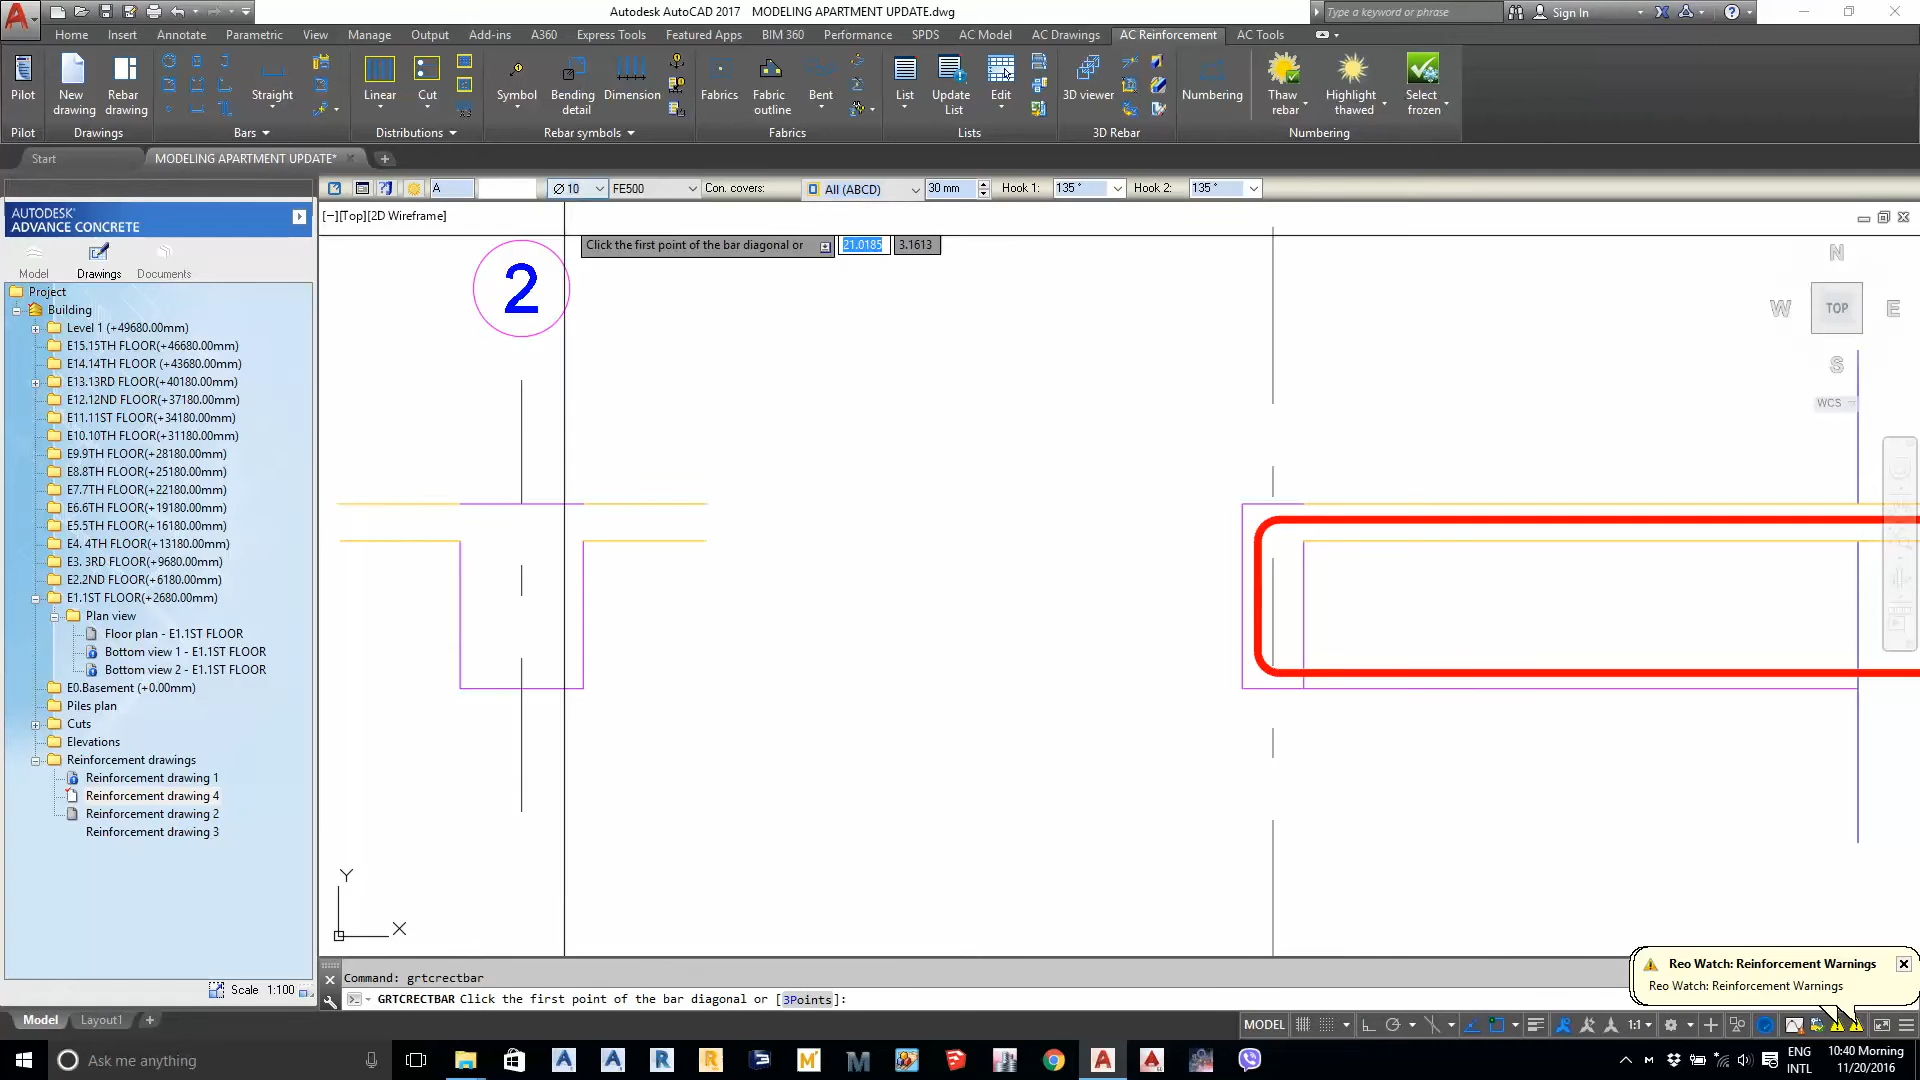 Autodesk AutoCAD 2017   MODELING APARTMENT UPDATE.dwg
Type a keyword or phrase
Sign In
Home Insert Annotate Parametric View Manage Output Add-ins A360 Express Tools Featured Apps BIM 360 Performance SPDS AC Model AC Drawings AC Reinforcement AC Tools
Pilot New drawing Rebar drawing Straight Linear Cut Symbol Bending detail Dimension Fabrics Fabric outline Bent List Update List Edit 3D viewer Numbering Thaw rebar Highlight thawed Select frozen
Pilot Drawings Bars Distributions Rebar symbols Fabrics Lists 3D Rebar Numbering
Start MODELING APARTMENT UPDATE*
A Ø 10 FE500 Con. covers: All (ABCD) 30 mm Hook 1: 135 ° Hook 2: 135 °
AUTODESK
ADVANCE CONCRETE
Model Drawings Documents
[−][Top][2D Wireframe]
Click the first point of the bar diagonal or 21.0185 3.1613
2
N
W TOP E
S
WCS
Project
Building
Level 1 (+49680.00mm)
E15.15TH FLOOR(+46680.00mm)
E14.14TH FLOOR (+43680.00mm)
E13.13RD FLOOR(+40180.00mm)
E12.12ND FLOOR(+37180.00mm)
E11.11ST FLOOR(+34180.00mm)
E10.10TH FLOOR(+31180.00mm)
E9.9TH FLOOR(+28180.00mm)
E8.8TH FLOOR(+25180.00mm)
E7.7TH FLOOR(+22180.00mm)
E6.6TH FLOOR(+19180.00mm)
E5.5TH FLOOR(+16180.00mm)
E4. 4TH FLOOR(+13180.00mm)
E3. 3RD FLOOR(+9680.00mm)
E2.2ND FLOOR(+6180.00mm)
E1.1ST FLOOR(+2680.00mm)
Plan view
Floor plan - E1.1ST FLOOR
Bottom view 1 - E1.1ST FLOOR
Bottom view 2 - E1.1ST FLOOR
E0.Basement (+0.00mm)
Piles plan
Cuts
Elevations
Reinforcement drawings
Reinforcement drawing 1
Reinforcement drawing 4
Reinforcement drawing 2
Reinforcement drawing 3
Y
X
Scale 1:100
Command: grtcrectbar
GRTCRECTBAR Click the first point of the bar diagonal or [3Points]:
Reo Watch: Reinforcement Warnings
Reo Watch: Reinforcement Warnings
Model Layout1
MODEL 1:1
Ask me anything
ENG
INTL
10:40 Morning
11/20/2016